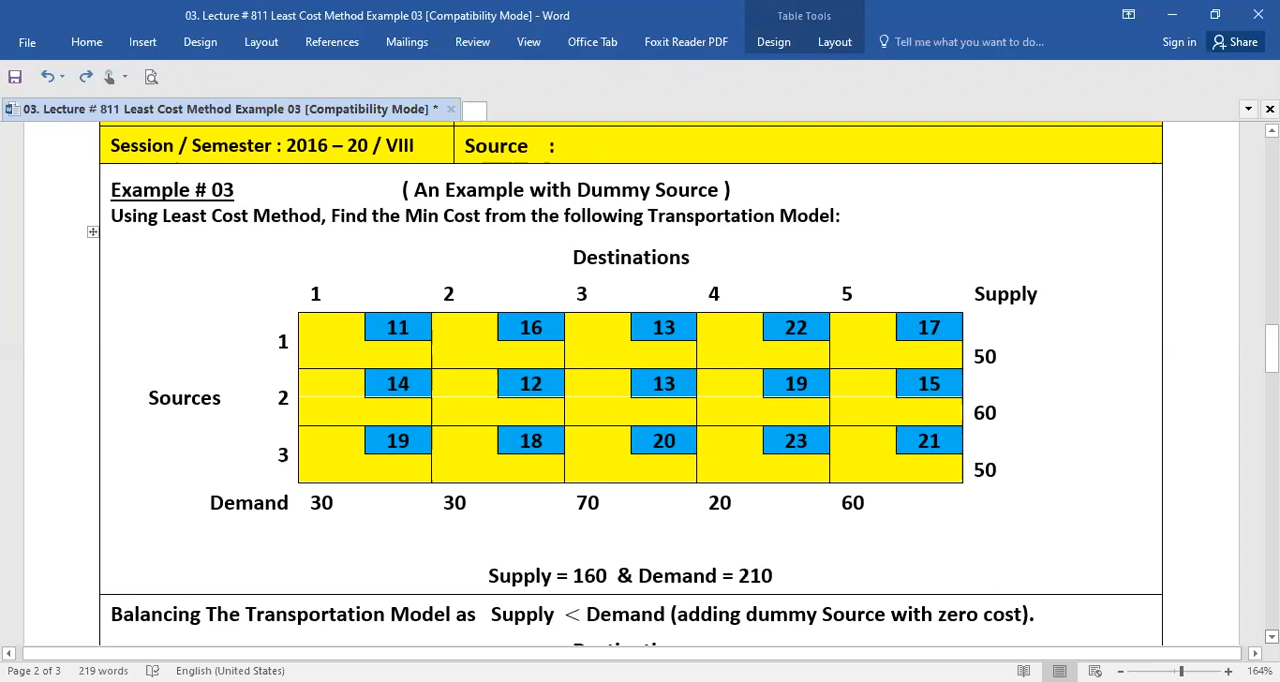 03. Lecture # 811 Least Cost Method Example 03 [Compatibility Mode] - Word
Table Tools
File Home Insert Design Layout References Mailings Review View Office Tab Foxit Reader PDF Design Layout Tell me what you want to do... Sign in Share
03. Lecture # 811 Least Cost Method Example 03 [Compatibility Mode] *
Session / Semester : 2016 – 20 / VIII Source :
Example # 03 ( An Example with Dummy Source )
Using Least Cost Method, Find the Min Cost from the following Transportation Model:
Destinations
1 2 3 4 5 Supply
11 16 13 22 17
1 50
14 12 13 19 15
Sources 2 60
19 18 20 23 21
3 50
Demand 30 30 70 20 60
Supply = 160 & Demand = 210
Balancing The Transportation Model as Supply < Demand (adding dummy Source with zero cost).
Page 2 of 3 219 words English (United States) 164%